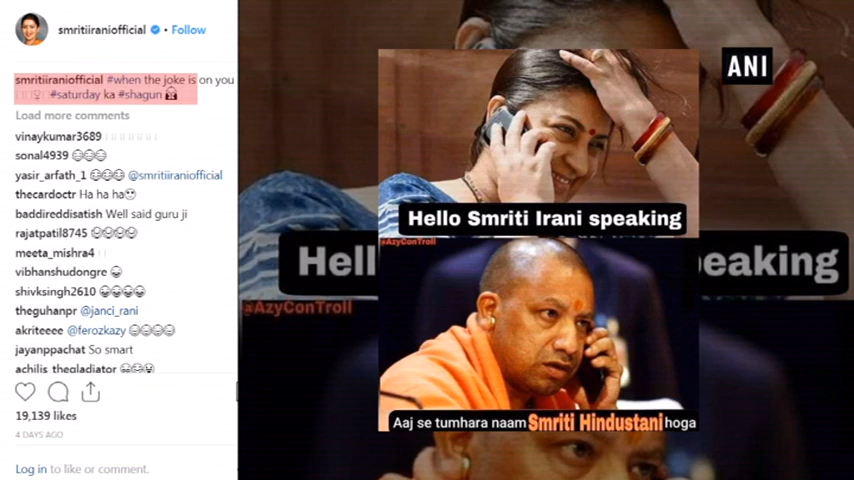 smritiiraniofficial • Follow
smritiiraniofficial #when the joke is on you
#saturday ka #shagun
Load more comments
vinaykumar3689
sonal4939 😂😂😂
yasir_arfath_1 😂😂😂 @smritiiraniofficial
thecardoctr Ha ha ha
baddireddisatish Well said guru ji
rajatpatil8745 😂😂😂😂
meeta_mishra4
vibhanshudongre 😂
shivksingh2610 😂😂😂😂
theguhanpr @janci_rani
akriteeee @ferozkazy 😂😂😂😂
jayanppachat So smart
achilis_thegladiator
19,139 likes
4 DAYS AGO
Log in to like or comment.
ANI
Hello Smriti Irani speaking
Hell
peaking
@AzyConTroll
@AzyConTroll
Aaj se tumhara naam Smriti Hindustani hoga